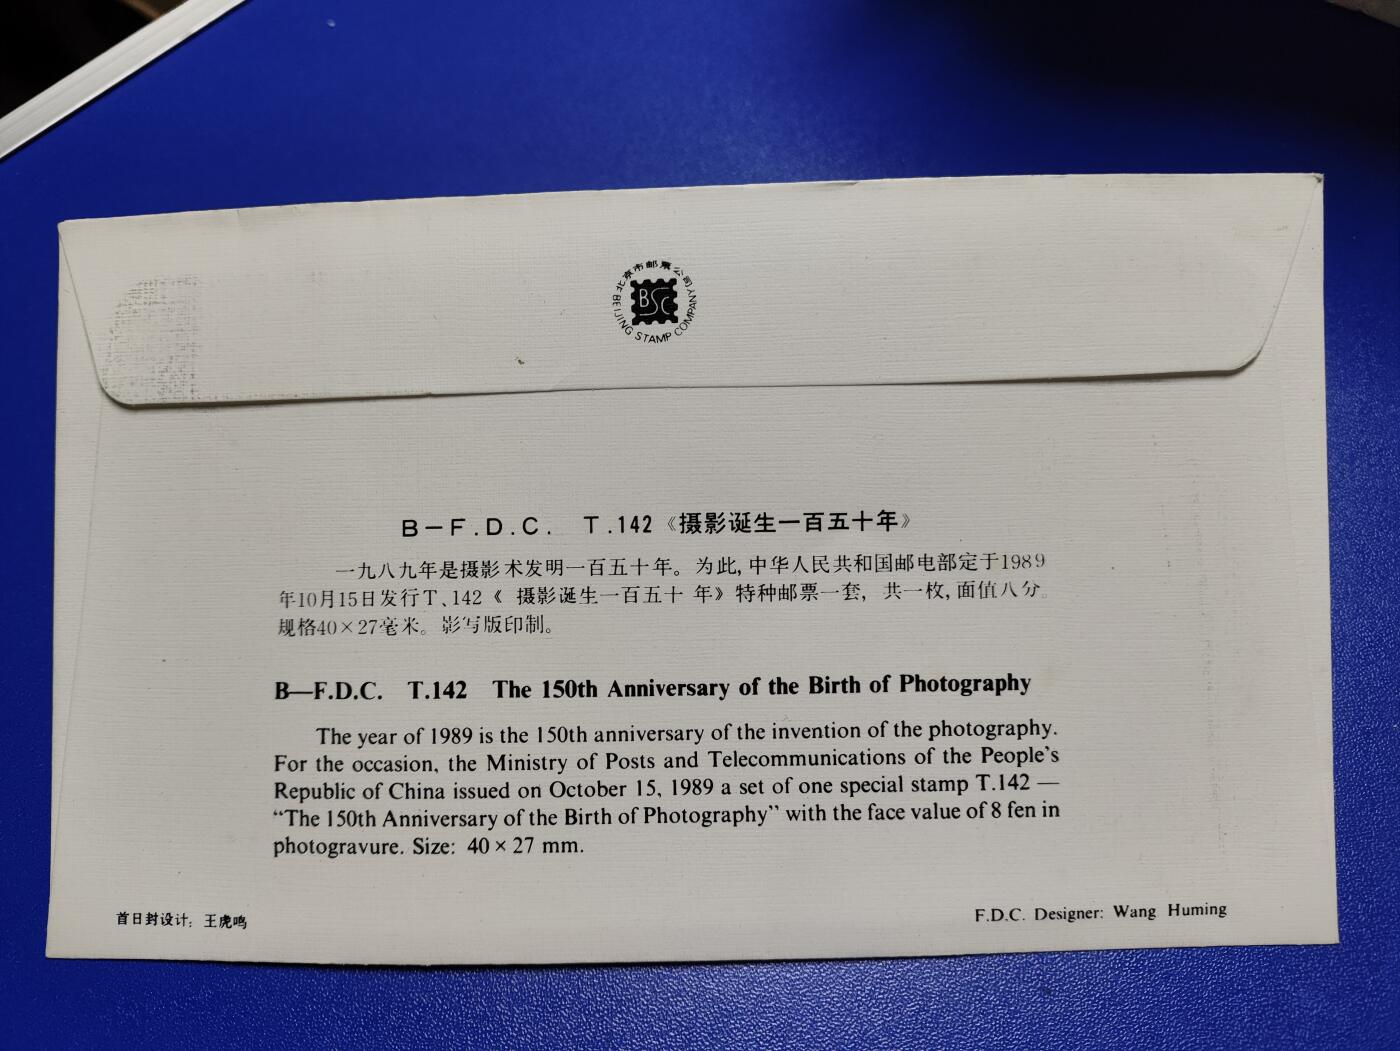 北京市邮票公司
BSC
BEIJING STAMP COMPANY
B－F.D.C. T.142《摄影诞生一百五十年》
一九八九年是摄影术发明一百五十年。为此,中华人民共和国邮电部定于1989
年10月15日发行T、142《 摄影诞生一百五十 年》特种邮票一套, 共一枚,面值八分。
规格40×27毫米。影写版印制。
B—F.D.C. T.142 The 150th Anniversary of the Birth of Photography
The year of 1989 is the 150th anniversary of the invention of the photography.
For the occasion, the Ministry of Posts and Telecommunications of the People's
Republic of China issued on October 15, 1989 a set of one special stamp T.142 —
“The 150th Anniversary of the Birth of Photography” with the face value of 8 fen in
photogravure. Size: 40 × 27 mm.
首日封设计: 王虎鸣
F.D.C. Designer: Wang Huming